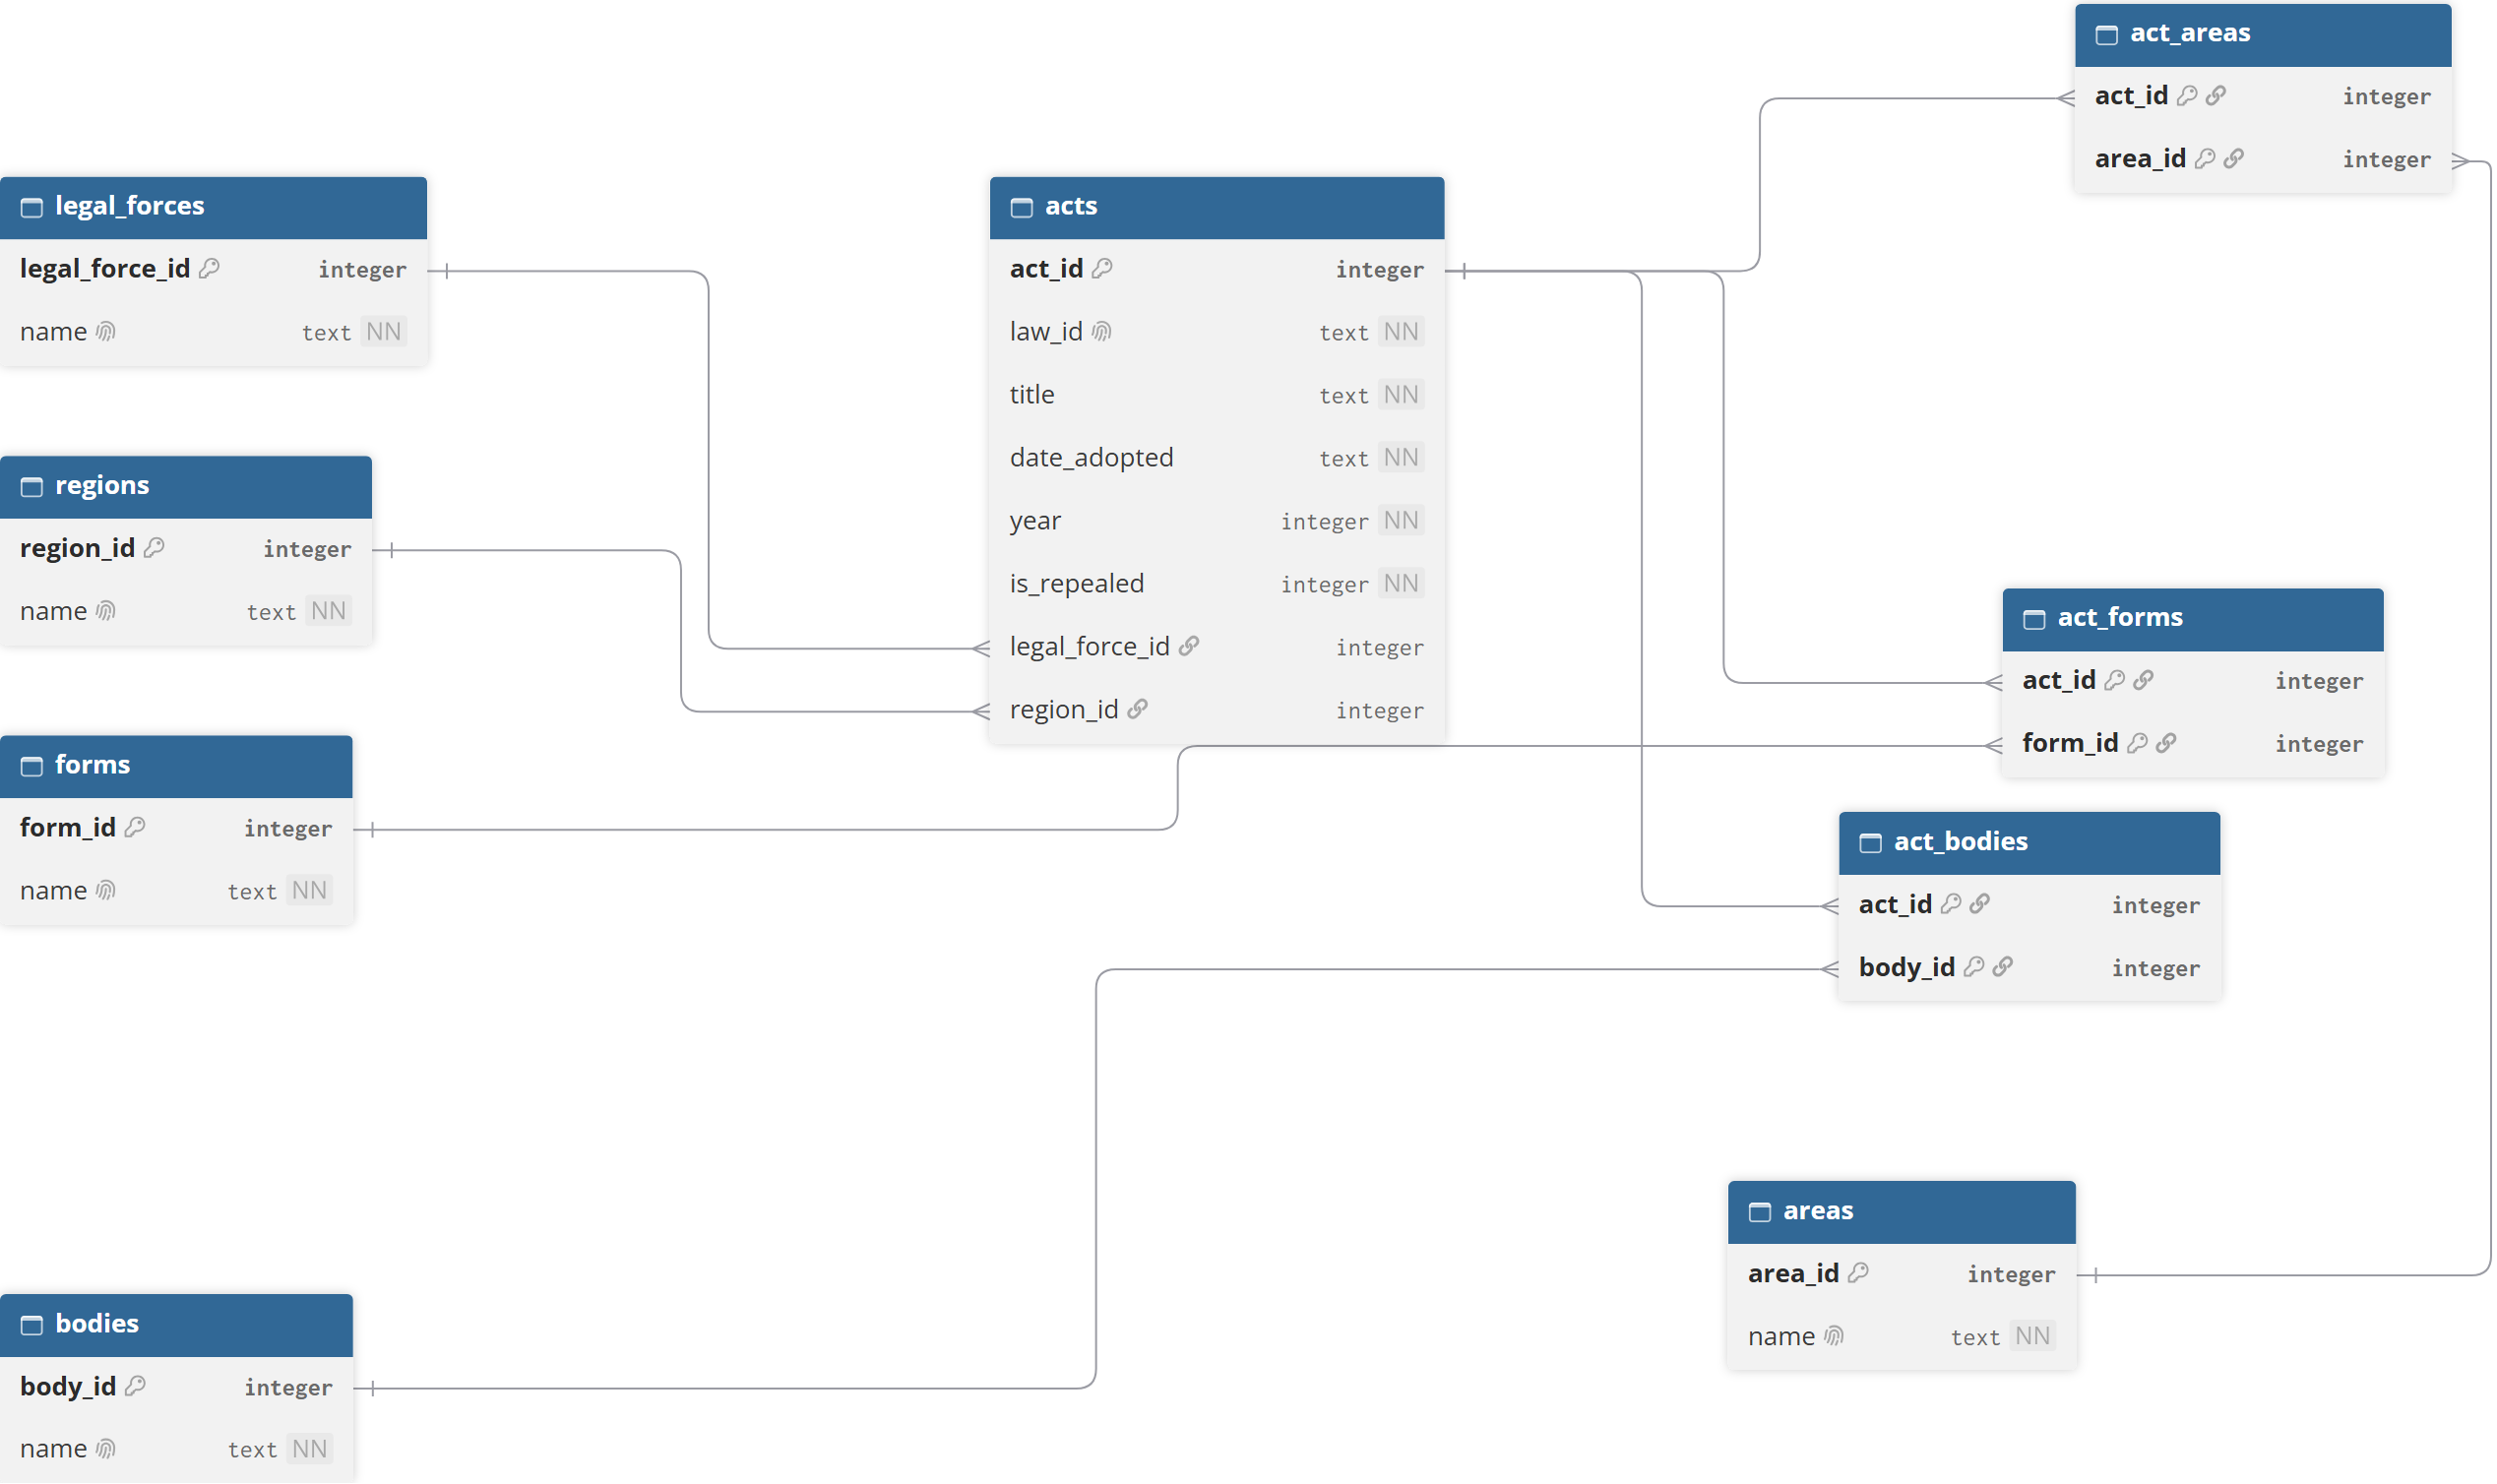 act_areas
act_id integer
area_id integer
legal_forces
legal_force_id integer
name text NN
acts
act_id integer
law_id text NN
title text NN
date_adopted text NN
year integer NN
is_repealed integer NN
legal_force_id integer
region_id integer
regions
region_id integer
name text NN
act_forms
act_id integer
form_id integer
forms
form_id integer
name text NN
act_bodies
act_id integer
body_id integer
areas
area_id integer
name text NN
bodies
body_id integer
name text NN